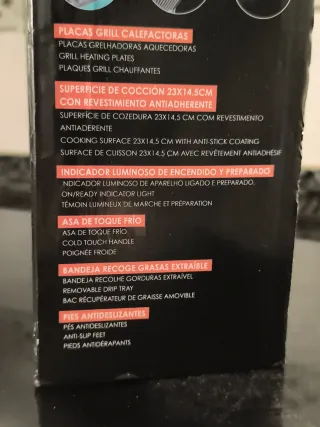 PLACAS GRILL CALEFACTORAS
PLACAS GRELHADORAS AQUECEDORAS
GRILL HEATING PLATES
PLAQUES GRILL CHAUFFANTES
SUPERFICIE DE COCCIÓN 23X14.5CM
CON REVESTIMIENTO ANTIADHERENTE
SUPERFÍCIE DE COZEDURA 23X14,5 CM COM REVESTIMENTO
ANTIADERENTE
COOKING SURFACE 23X14,5 CM WITH ANTI-STICK COATING
SURFACE DE CUISSON 23X14,5 CM AVEC REVÊTEMENT ANTIADHÉSIF
INDICADOR LUMINOSO DE ENCENDIDO Y PREPARADO
INDICADOR LUMINOSO DE APARELHO LIGADO E PREPARADO.
ON/READY INDICATOR LIGHT
TÉMOIN LUMINEUX DE MARCHE ET PRÉPARATION
ASA DE TOQUE FRÍO
ASA DE TOQUE FRIO
COLD TOUCH HANDLE
POIGNÉE FROIDE
BANDEJA RECOGE GRASAS EXTRAÍBLE
BANDEJA RECOLHE GORDURAS EXTRAÍVEL
REMOVABLE DRIP TRAY
BAC RÉCUPÉRATEUR DE GRAISSE AMOVIBLE
PIES ANTIDESLIZANTES
PÉS ANTIDESLIZANTES
ANTI-SLIP FEET
PIEDS ANTIDÉRAPANTS